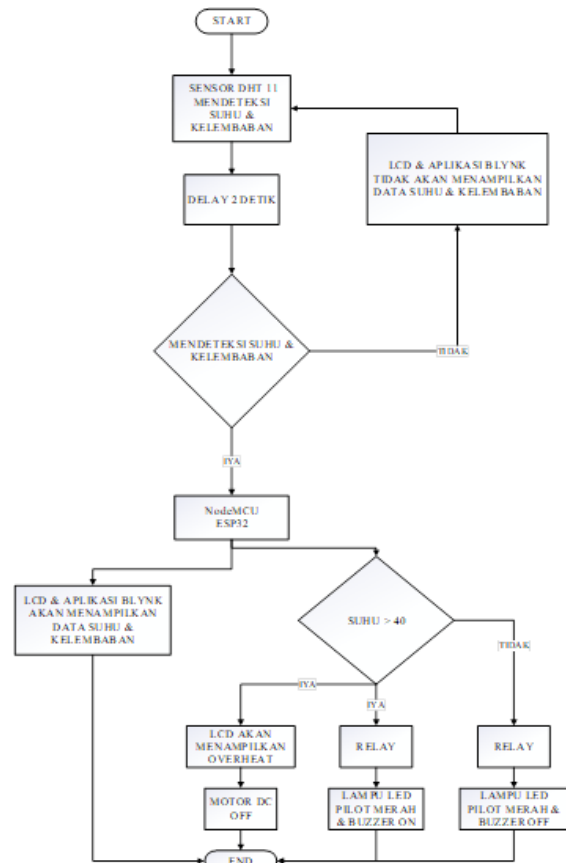 START
SENSOR DHT 11
MENDETEKSI
SUHU &
KELEMBABAN
LCD & APLIKASI BLYNK
TIDAK AKAN MENAMPILKAN
DATA SUHU & KELEMBABAN
DELAY 2 DETIK
MENDETEKSI SUHU &
KELEMBABAN
TIDAK
IYA
NodeMCU
ESP32
LCD & APLIKASI BLYNK
AKAN MENAMPILKAN
DATA SUHU &
KELEMBABAN
SUHU > 40
TIDAK
IYA
IYA
LCD AKAN
MENAMPILKAN
OVERHEAT
RELAY
RELAY
MOTOR DC
OFF
LAMPU LED
PILOT MERAH
& BUZZER ON
LAMPU LED
PILOT MERAH &
BUZZER OFF
END